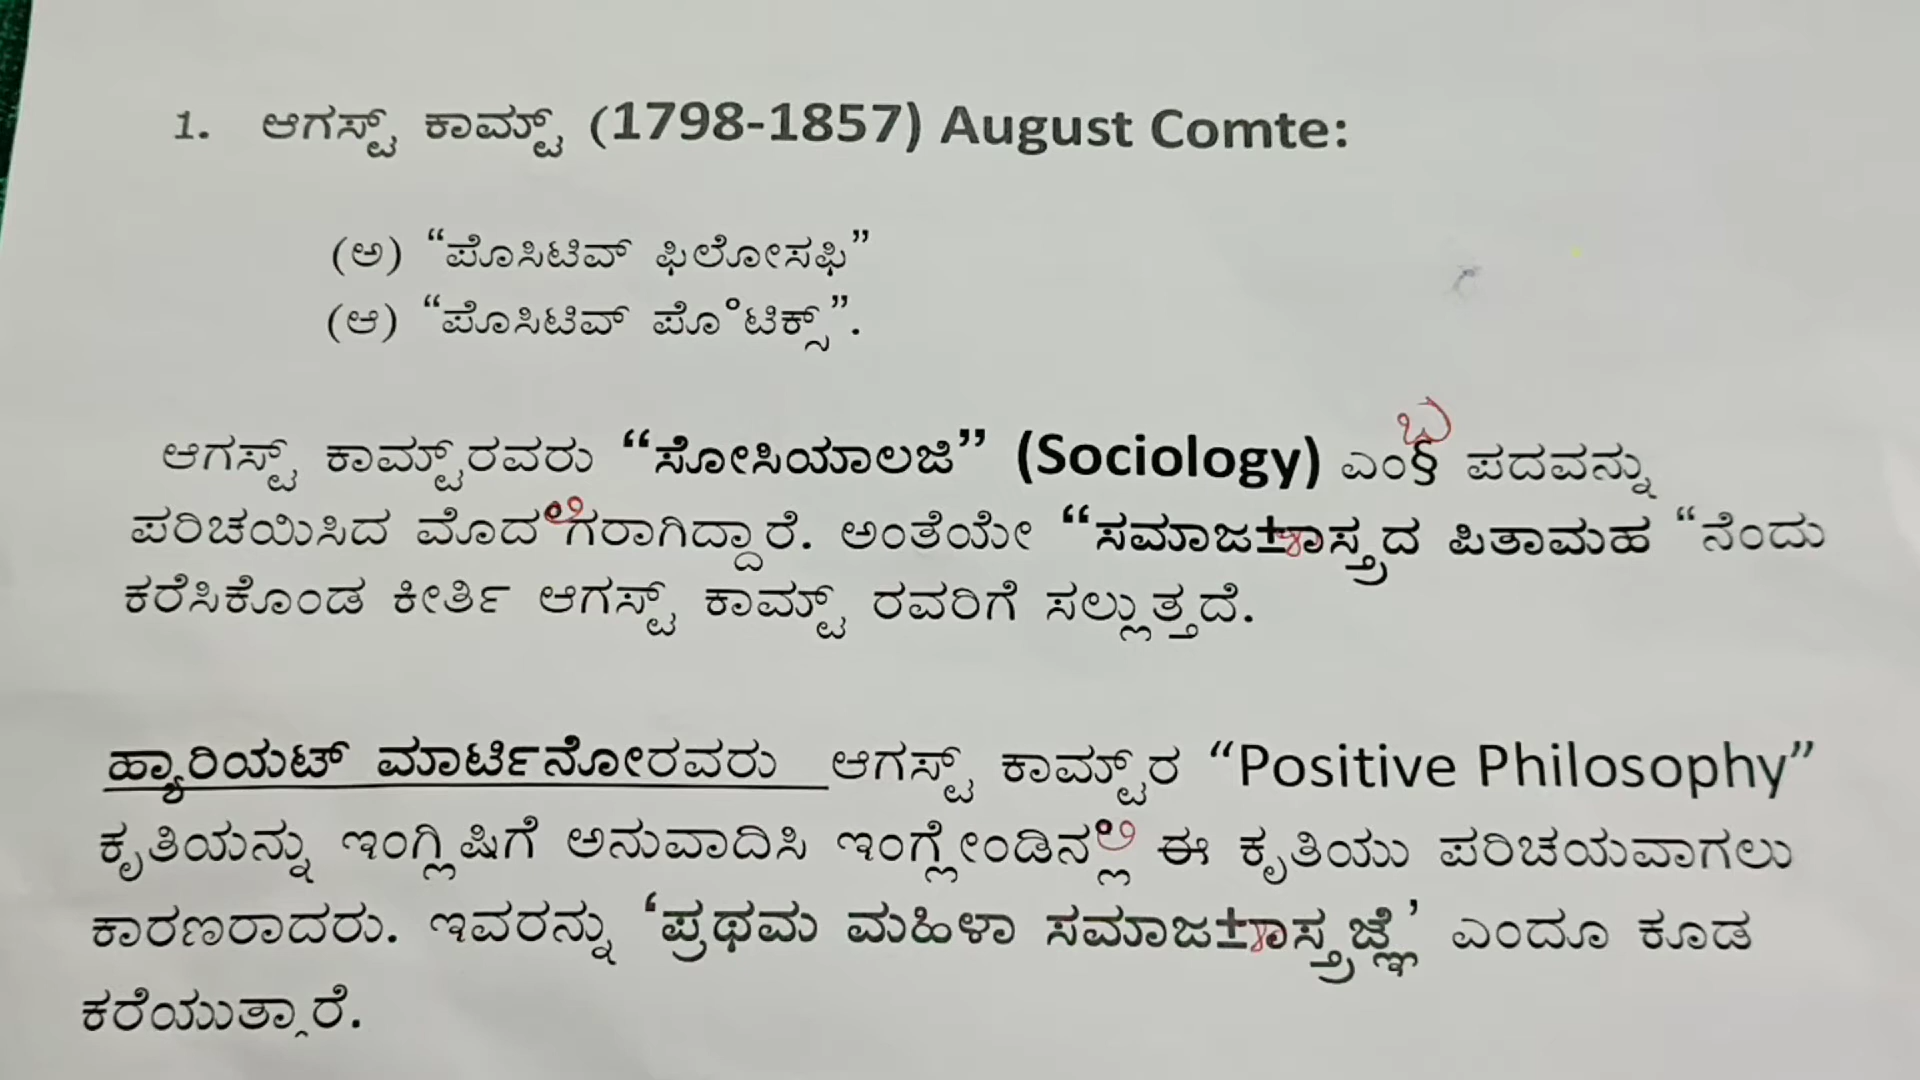 1. ಆಗಸ್ಟ್ ಕಾಮ್ಟ್ (1798-1857) August Comte:
(ಅ) “ಪೊಸಿಟಿವ್ ಫಿಲೋಸಫಿ”
(ಆ) “ಪೊಸಿಟಿವ್ ಪೊ°ಟಿಕ್ಸ್”.
ಆಗಸ್ಟ್ ಕಾಮ್ಟ್‌ರವರು “ಸೋಸಿಯಾಲಜಿ” (Sociology) ಎಂಬ ಪದವನ್ನು
ಪರಿಚಯಿಸಿದ ಮೊದಲಿಗರಾಗಿದ್ದಾರೆ. ಅಂತೆಯೇ “ಸಮಾಜಶಾಸ್ತ್ರದ ಪಿತಾಮಹ “ನೆಂದು
ಕರೆಸಿಕೊಂಡ ಕೀರ್ತಿ ಆಗಸ್ಟ್ ಕಾಮ್ಟ್ ರವರಿಗೆ ಸಲ್ಲುತ್ತದೆ.
ಹ್ಯಾರಿಯಟ್ ಮಾರ್ಟಿನೋರವರು ಆಗಸ್ಟ್ ಕಾಮ್ಟ್‌ರ “Positive Philosophy”
ಕೃತಿಯನ್ನು ಇಂಗ್ಲಿಷಿಗೆ ಅನುವಾದಿಸಿ ಇಂಗ್ಲೇಂಡಿನಲ್ಲಿ ಈ ಕೃತಿಯು ಪರಿಚಯವಾಗಲು
ಕಾರಣರಾದರು. ಇವರನ್ನು ‘ಪ್ರಥಮ ಮಹಿಳಾ ಸಮಾಜಶಾಸ್ತ್ರಜ್ಞೆ’ ಎಂದೂ ಕೂಡ
ಕರೆಯುತ್ತಾರೆ.